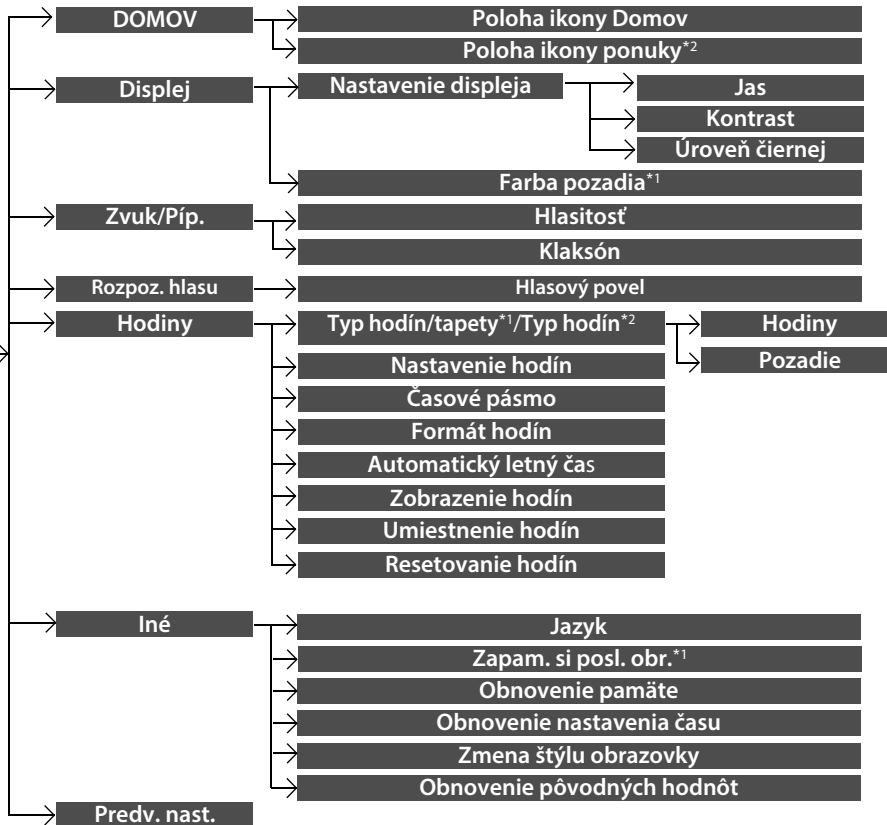 DOMOV
Poloha ikony Domov
Poloha ikony ponuky*2
Displej
Nastavenie displeja
Jas
Kontrast
Úroveň čiernej
Farba pozadia*1
Zvuk/Píp.
Hlasitosť
Klaksón
Rozpoz. hlasu
Hlasový povel
Hodiny
Typ hodín/tapety*1/Typ hodín*2
Hodiny
Pozadie
Nastavenie hodín
Časové pásmo
Formát hodín
Automatický letný čas
Zobrazenie hodín
Umiestnenie hodín
Resetovanie hodín
Iné
Jazyk
Zapam. si posl. obr.*1
Obnovenie pamäte
Obnovenie nastavenia času
Zmena štýlu obrazovky
Obnovenie pôvodných hodnôt
Predv. nast.